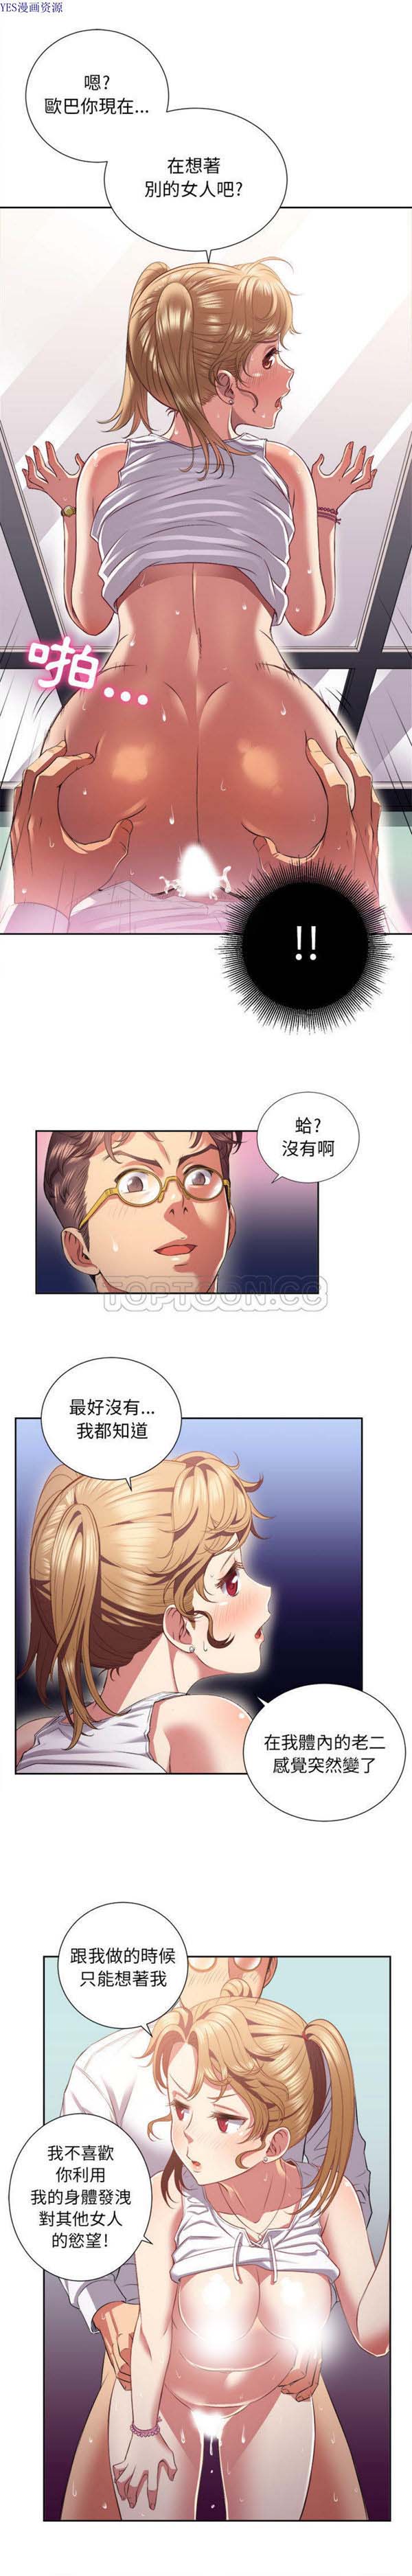 YES漫画资源
嗯?
歐巴你現在...
在想著
別的女人吧?
啪...
!!
蛤?
沒有啊
TOPTOON.CC
最好沒有...
我都知道
在我體內的老二
感覺突然變了
跟我做的時候
只能想著我
我不喜歡
你利用
我的身體發洩
對其他女人
的慾望!